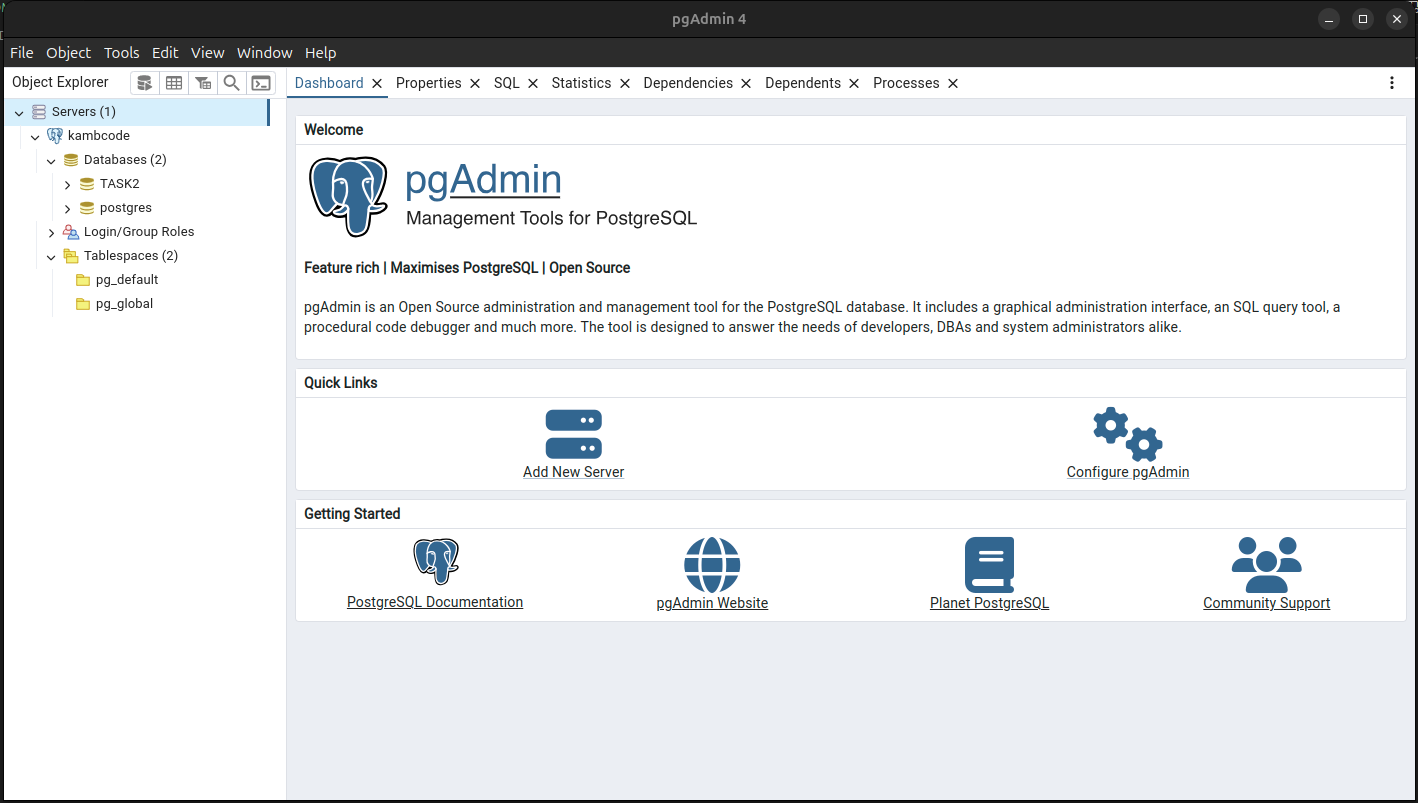 pgAdmin 4
File Object Tools Edit View Window Help
Object Explorer
Dashboard Properties SQL Statistics Dependencies Dependents Processes
Servers (1)
kambcode
Databases (2)
TASK2
postgres
Login/Group Roles
Tablespaces (2)
pg_default
pg_global
Welcome
pgAdmin
Management Tools for PostgreSQL
Feature rich | Maximises PostgreSQL | Open Source
pgAdmin is an Open Source administration and management tool for the PostgreSQL database. It includes a graphical administration interface, an SQL query tool, a
procedural code debugger and much more. The tool is designed to answer the needs of developers, DBAs and system administrators alike.
Quick Links
Add New Server Configure pgAdmin
Getting Started
PostgreSQL Documentation pgAdmin Website Planet PostgreSQL Community Support